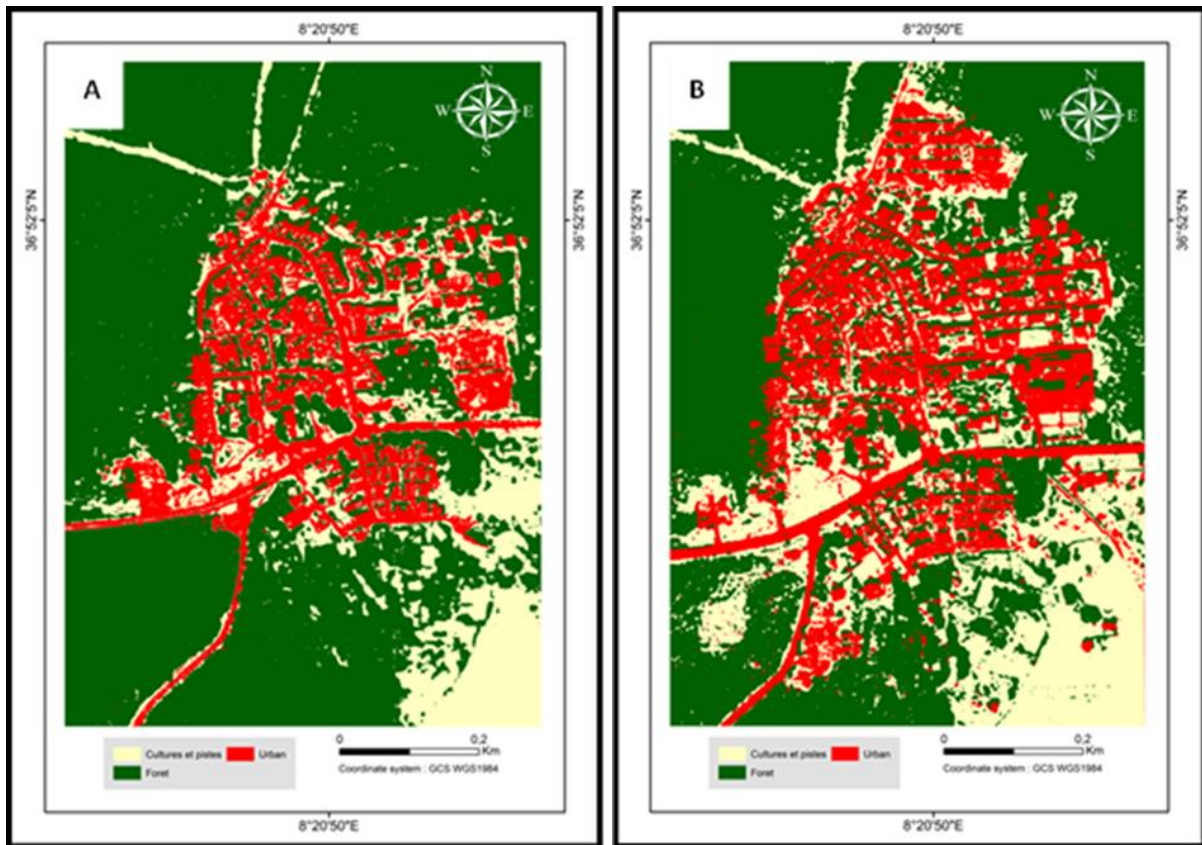 8°20'50"E
A
N
W E
S
36°52'5"N
36°52'5"N
Cultures et pistes
Urban
Foret
0 0,2
Km
Coordinate system : GCS WGS1984
8°20'50"E
8°20'50"E
B
N
W E
S
36°52'5"N
36°52'5"N
Cultures et pistes
Urban
Foret
0 0,2
Km
Coordinate system : GCS WGS1984
8°20'50"E